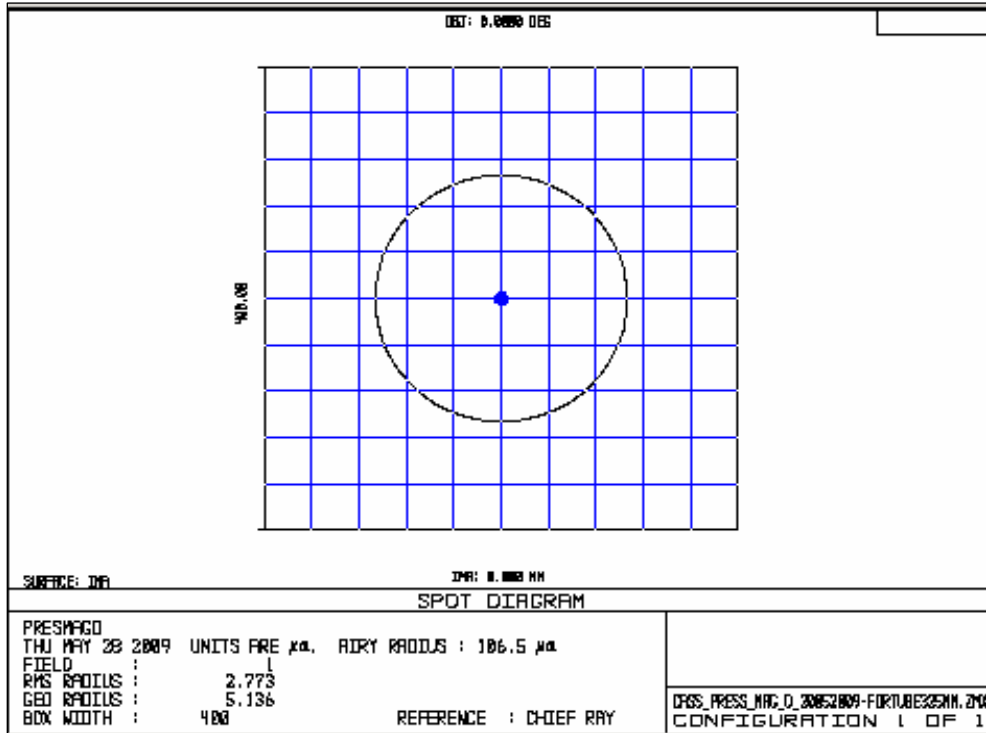 OBJ: 0.0000 DEG
400.00
SURFACE: IMA
IMA: 0.000 MM
SPOT DIAGRAM
PRESMAGO
THU MAY 28 2009 UNITS ARE µm. AIRY RADIUS : 106.5 µm
FIELD : 1
RMS RADIUS : 2.773
GEO RADIUS : 5.136
BOX WIDTH : 400 REFERENCE : CHIEF RAY
CONFIGURATION 1 OF 1